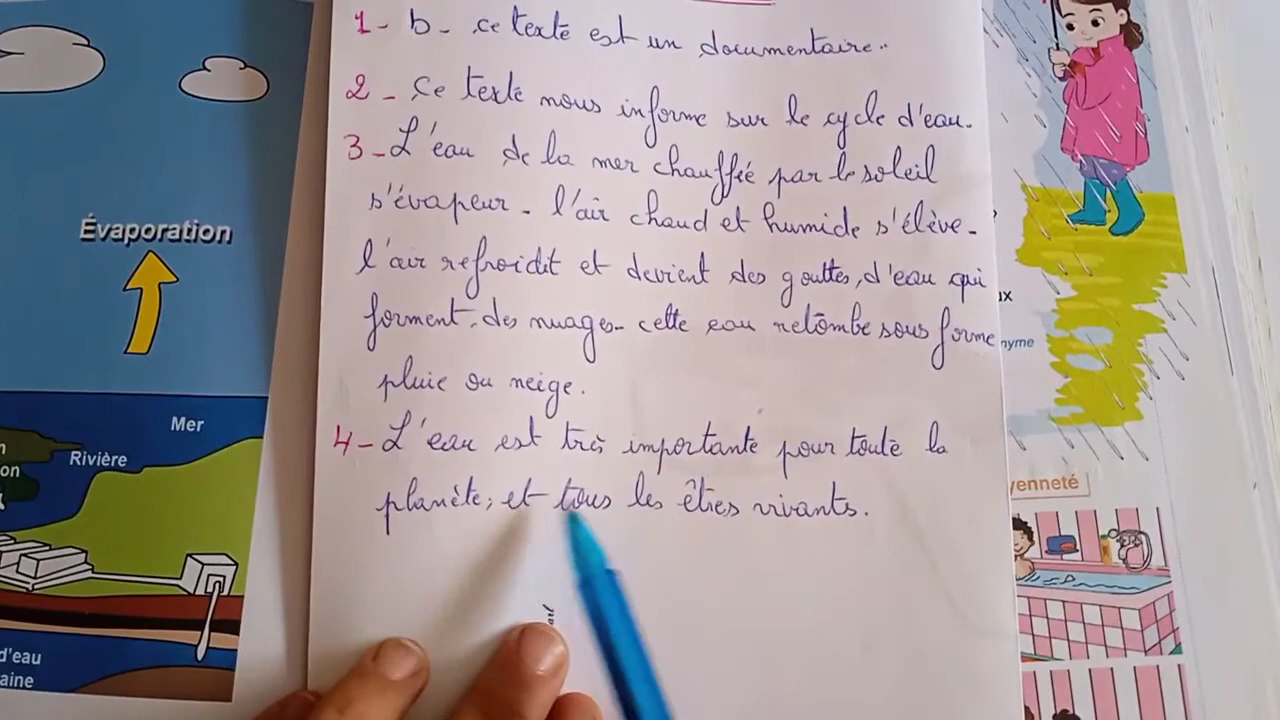 1- b- ce texte est un documentaire..
2- Ce texte nous informe sur le cycle d'eau.
3- L'eau de la mer chauffée par le soleil
s'évapeur- l'air chaud et humide s'élève-
l'air refroidit et devient des gouttes, d'eau qui
forment, des nuages- cette eau retombe sous forme
pluie ou neige.
4- L'eau est très importante pour toute la
planète; et tous les êtres vivants.
Évaporation
Mer
Rivière
on
d'eau
aine
ux
nyme
yenneté